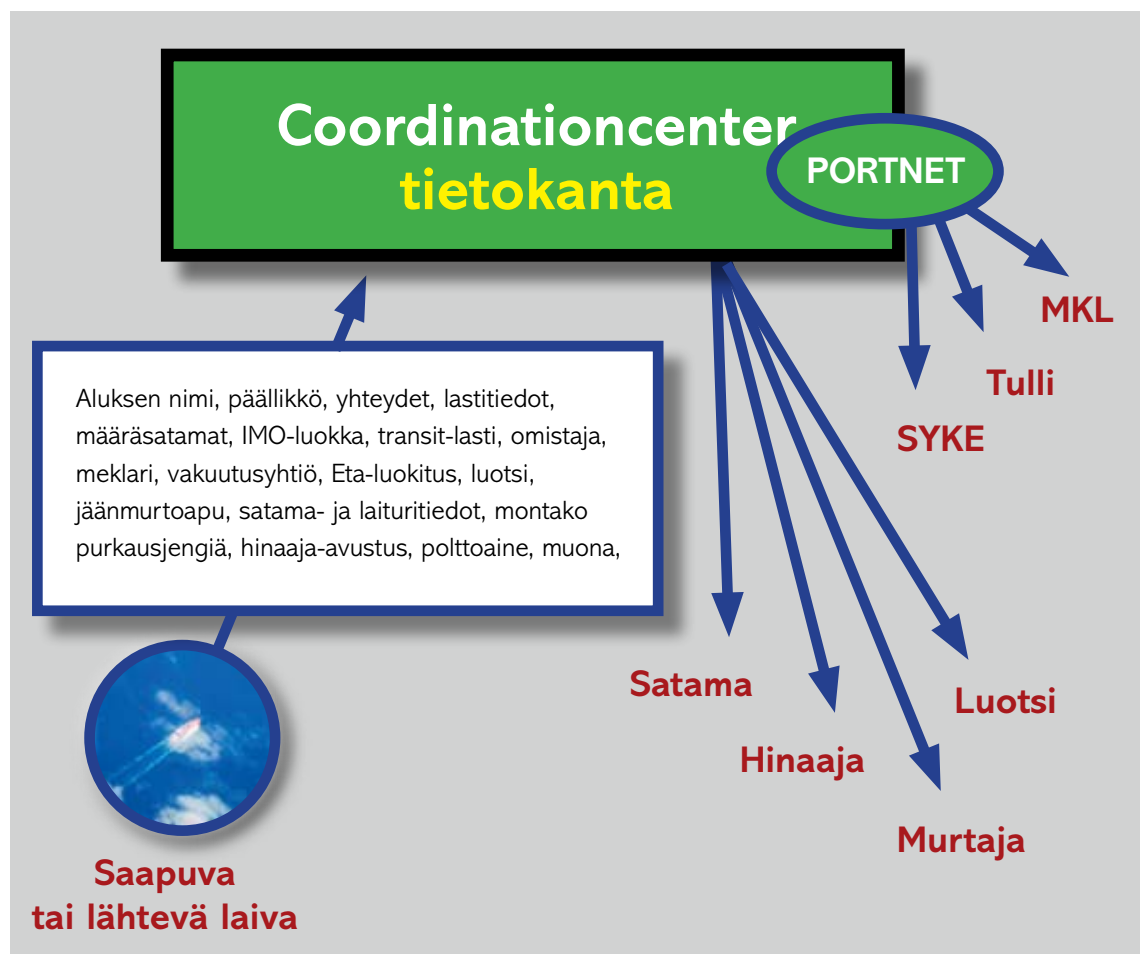 Coordinationcenter
tietokanta
PORTNET
MKL
Tulli
SYKE
Aluksen nimi, päällikkö, yhteydet, lastitiedot,
määräsatamat, IMO-luokka, transit-lasti, omistaja,
meklari, vakuutusyhtiö, Eta-luokitus, luotsi,
jäänmurtoapu, satama- ja laituritiedot, montako
purkausjengiä, hinaaja-avustus, polttoaine, muona,
Satama
Luotsi
Hinaaja
Murtaja
Saapuva
tai lähtevä laiva